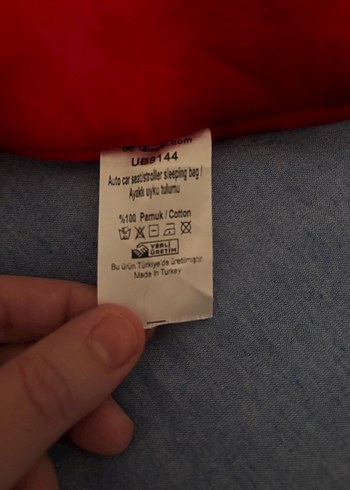 UB9144
Auto car seat/stroller sleeping bag /
Ayaklı uyku tulumu
%100 Pamuk / Cotton
YERLİ
ÜRETİM
Bu ürün Türkiye'de üretilmiştir.
Made in Turkey